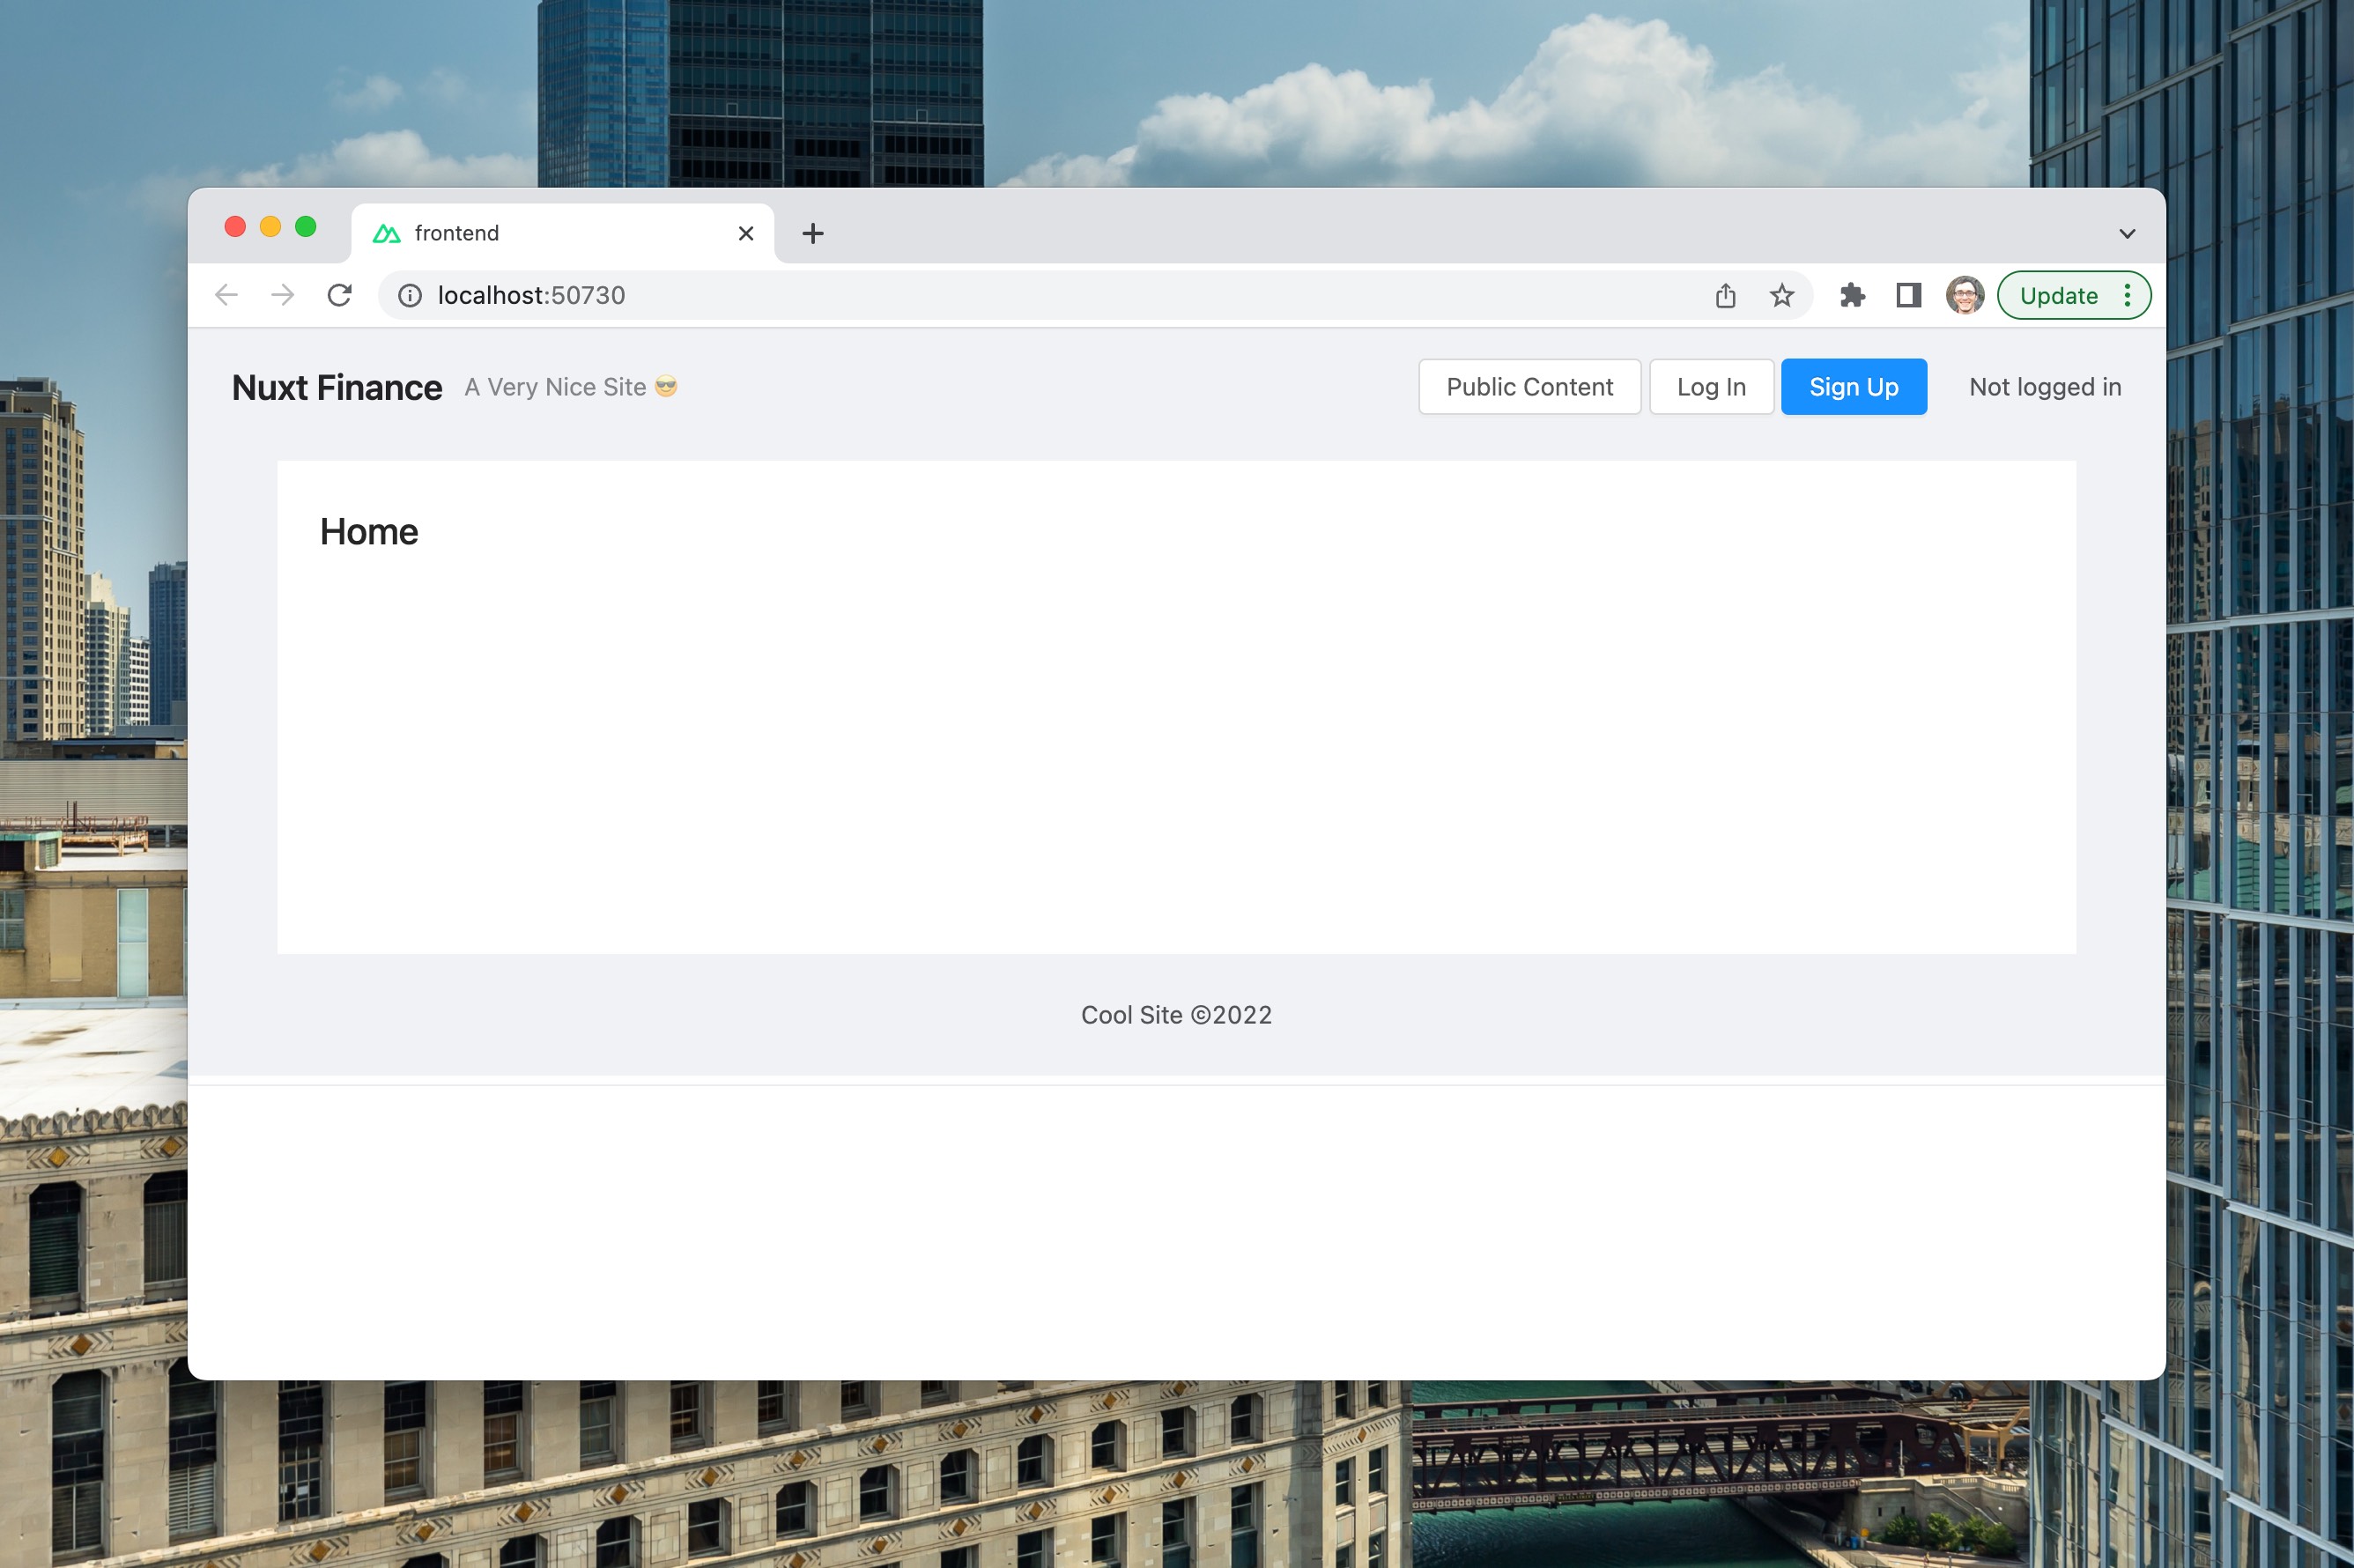 frontend
localhost:50730
Update
Nuxt Finance A Very Nice Site 😎
Public Content
Log In
Sign Up
Not logged in
Home
Cool Site ©2022